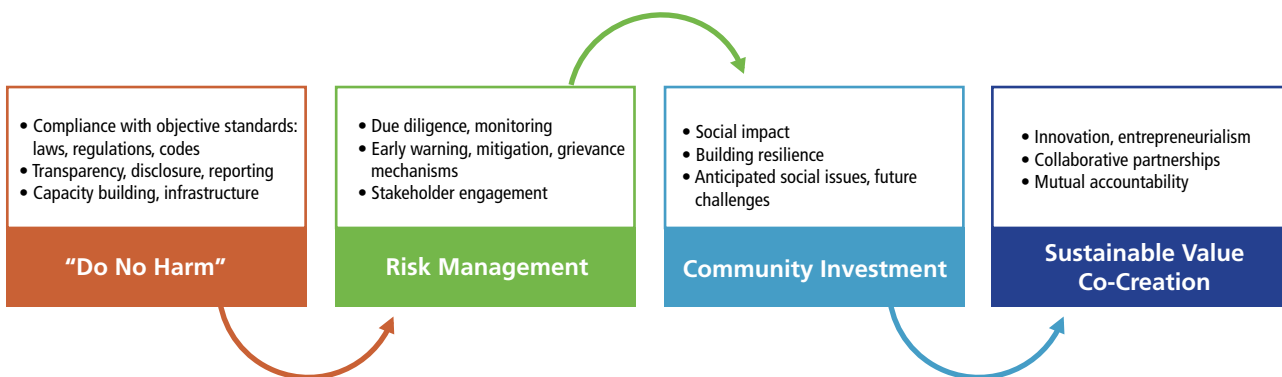 • Compliance with objective standards:
laws, regulations, codes
• Transparency, disclosure, reporting
• Capacity building, infrastructure
“Do No Harm”
• Due diligence, monitoring
• Early warning, mitigation, grievance
mechanisms
• Stakeholder engagement
Risk Management
• Social impact
• Building resilience
• Anticipated social issues, future
challenges
Community Investment
• Innovation, entrepreneurialism
• Collaborative partnerships
• Mutual accountability
Sustainable Value
Co-Creation